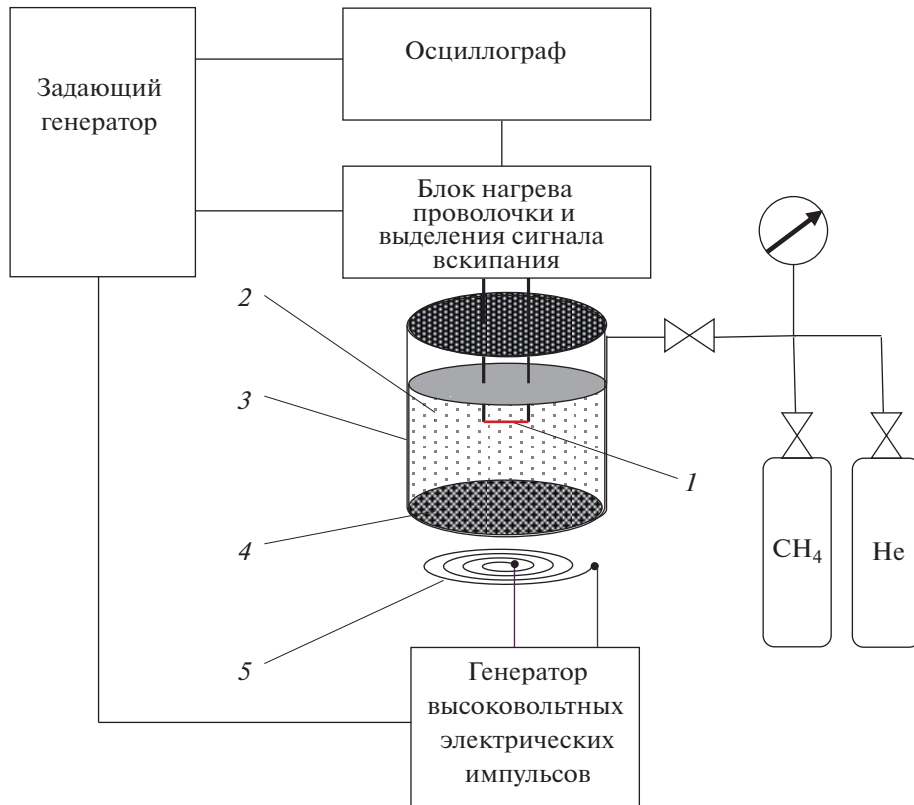 Осциллограф
Задающий
генератор
Блок нагрева
проволочки и
выделения сигнала
вскипания
2
3
1
4
CH₄
He
5
Генератор
высоковольтных
электрических
импульсов